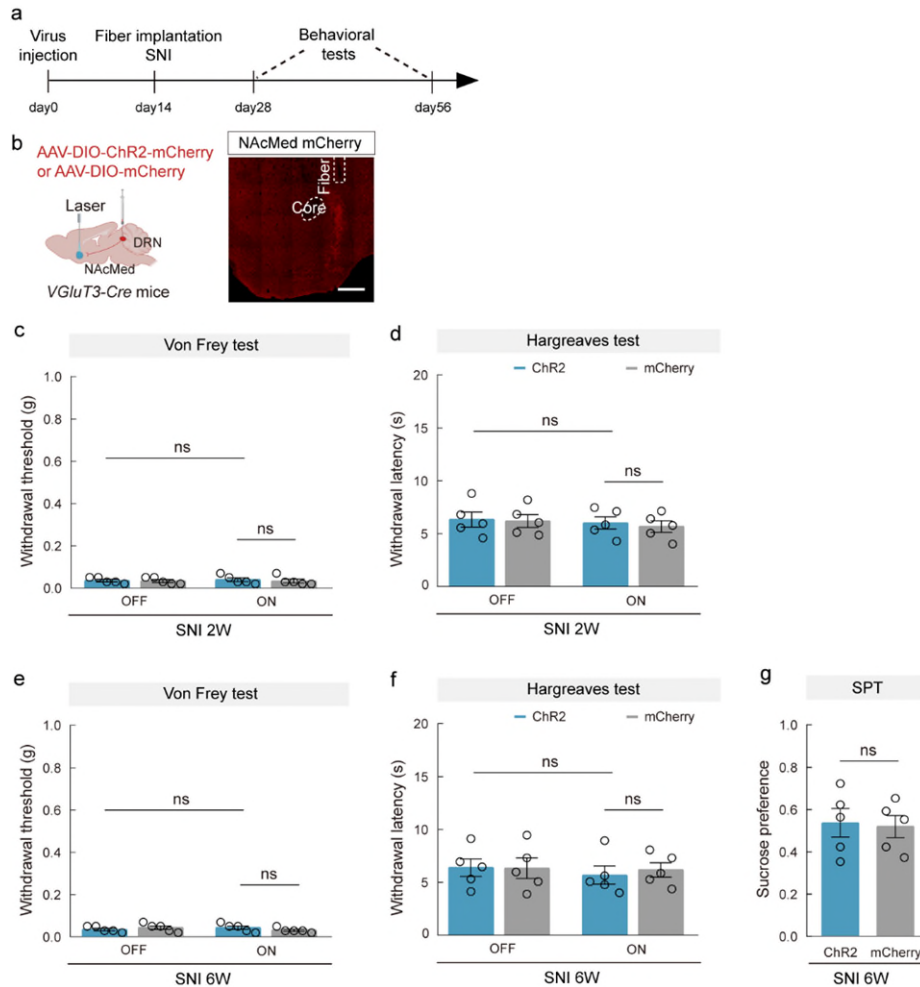 a
Virus injection
Fiber implantation SNI
Behavioral tests
day0
day14
day28
day56
b
AAV-DIO-ChR2-mCherry
or AAV-DIO-mCherry
Laser
DRN
NAcMed
VGluT3-Cre mice
NAcMed mCherry
Fiber
Core
c
Von Frey test
Withdrawal threshold (g)
1.0
0.8
0.6
0.4
0.2
0.0
ns
ns
OFF
ON
SNI 2W
d
Hargreaves test
ChR2
mCherry
Withdrawal latency (s)
20
15
10
5
0
ns
ns
OFF
ON
SNI 2W
e
Von Frey test
Withdrawal threshold (g)
1.0
0.8
0.6
0.4
0.2
0.0
ns
ns
OFF
ON
SNI 6W
f
Hargreaves test
ChR2
mCherry
Withdrawal latency (s)
20
15
10
5
0
ns
ns
OFF
ON
SNI 6W
g
SPT
Sucrose preference
1.0
0.8
0.6
0.4
0.2
0.0
ns
ChR2
mCherry
SNI 6W